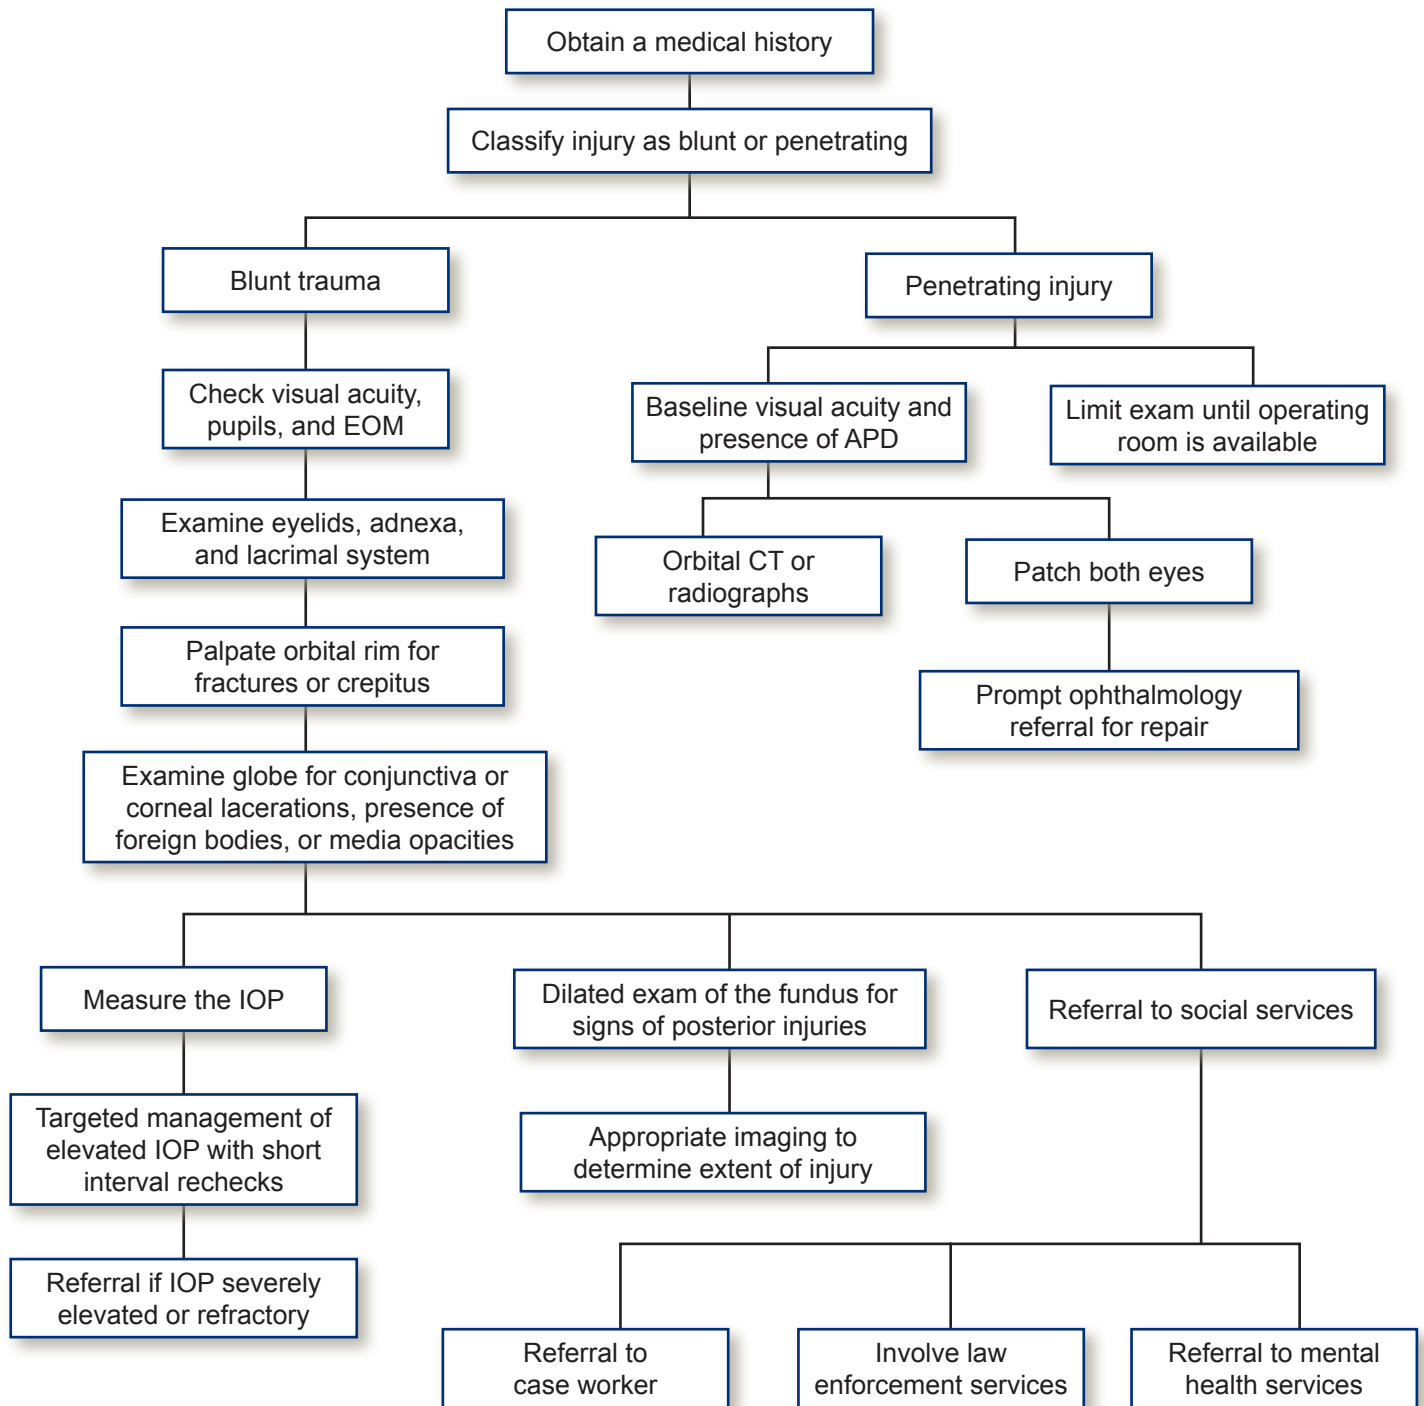 Obtain a medical history
Classify injury as blunt or penetrating
Blunt trauma
Penetrating injury
Check visual acuity,
pupils, and EOM
Baseline visual acuity and
presence of APD
Limit exam until operating
room is available
Examine eyelids, adnexa,
and lacrimal system
Orbital CT or
radiographs
Patch both eyes
Palpate orbital rim for
fractures or crepitus
Prompt ophthalmology
referral for repair
Examine globe for conjunctiva or
corneal lacerations, presence of
foreign bodies, or media opacities
Measure the IOP
Dilated exam of the fundus for
signs of posterior injuries
Referral to social services
Targeted management of
elevated IOP with short
interval rechecks
Appropriate imaging to
determine extent of injury
Referral if IOP severely
elevated or refractory
Referral to
case worker
Involve law
enforcement services
Referral to mental
health services